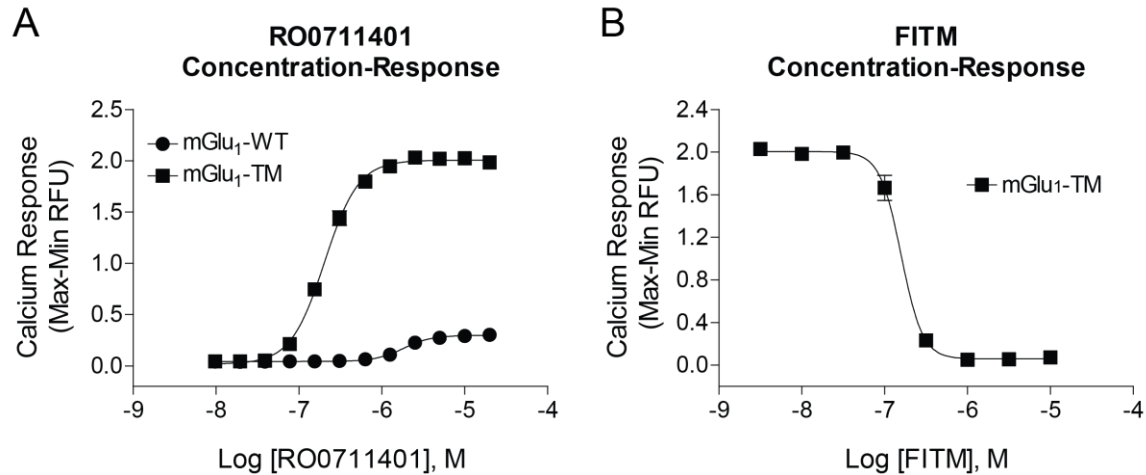 A
RO0711401
Concentration-Response
mGlu₁-WT
mGlu₁-TM
Calcium Response
(Max-Min RFU)
2.5
2.0
1.5
1.0
0.5
0.0
-9
-8
-7
-6
-5
-4
Log [RO0711401], M
B
FITM
Concentration-Response
mGlu₁-TM
Calcium Response
(Max-Min RFU)
2.4
2.0
1.6
1.2
0.8
0.4
0.0
-9
-8
-7
-6
-5
-4
Log [FITM], M